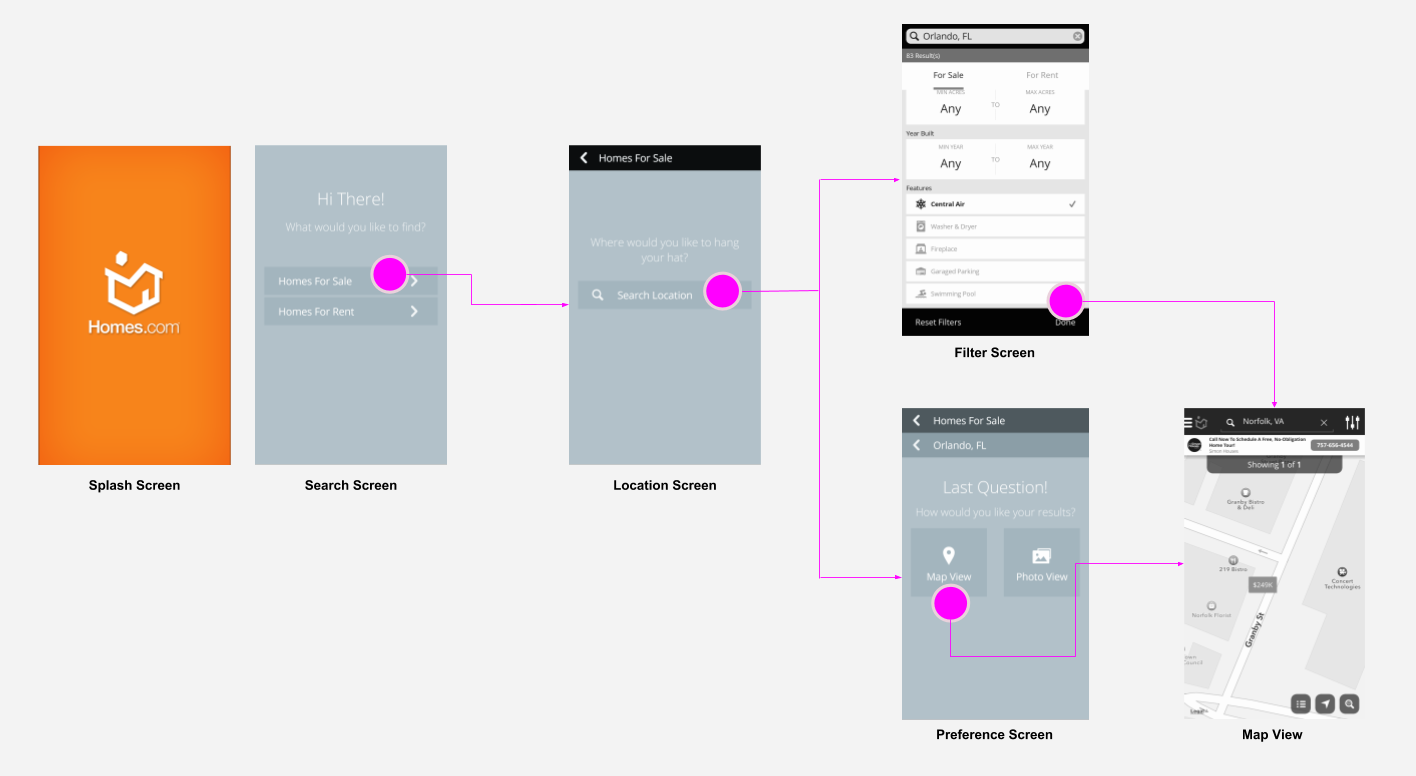 Homes.com
Splash Screen
Hi There!
What would you like to find?
Homes For Sale
Homes For Rent
Search Screen
Homes For Sale
Where would you like to hang
your hat?
Search Location
Location Screen
Orlando, FL
83 Result(s)
For Sale
For Rent
MIN ACRES
MAX ACRES
Any
TO
Any
Year Built
MIN YEAR
MAX YEAR
Any
TO
Any
Features
Central Air
Washer & Dryer
Fireplace
Garaged Parking
Swimming Pool
Reset Filters
Done
Filter Screen
Homes For Sale
Orlando, FL
Last Question!
How would you like your results?
Map View
Photo View
Preference Screen
Norfolk, VA
Call Now To Schedule A Free, No-Obligation
Home Tour!
757-656-4544
Showing 1 of 1
Granby Bistro
& Deli
219 Bistro
Concert
Technologies
$249K
Norfolk Florist
Granby St
Council
Legal
Map View